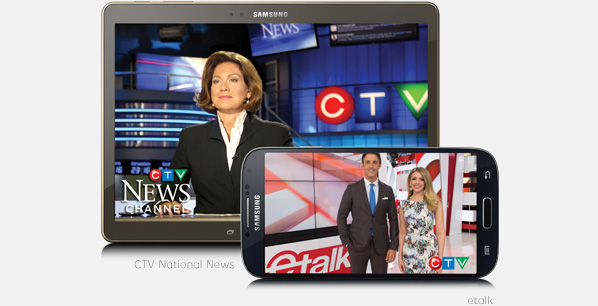 SAMSUNG
NEWS
CTV
CTV
NEWS
CHANNEL
SAMSUNG
etalk
CTV
CTV National News
etalk